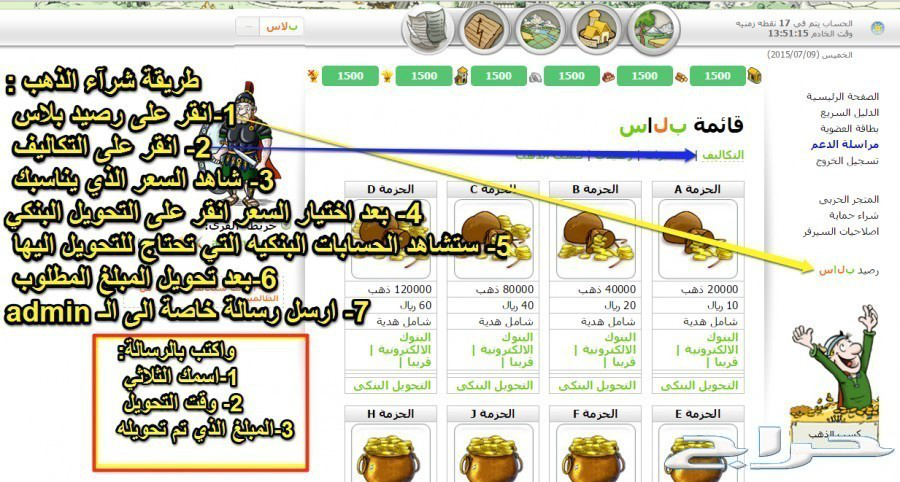 الحساب يتم في 17 نقطه زمنيه
وقت الخادم 13:51:15
الخميس (2015/07/09)
بلاس
1500 1500 1500 1500 1500 1500
الصفحة الرئيسية
الدليل السريع
بطاقة العضوية
مراسلة الدعم
تسجيل الخروج
المتجر الحربي
شراء حماية
اصلاحيات السيرفر
رصيد بلاس
كسب الذهب
قائمة بلاس
التكاليف
الحزمة A الحزمة B الحزمة C الحزمة D
20000 ذهب 40000 ذهب 80000 ذهب 120000 ذهب
10 ريال 20 ريال 40 ريال 60 ريال
شامل هدية شامل هدية شامل هدية شامل هدية
البنوك البنوك البنوك البنوك
الالكترونية | الالكترونية | الالكترونية | الالكترونية |
قريبا | قريبا | قريبا | قريبا |
التحويل البنكي التحويل البنكي التحويل البنكي التحويل البنكي
الحزمة E الحزمة F الحزمة J الحزمة H
طريقة شرآء الذهب :
1-انقر على رصيد بلاس
2- انقر على التكاليف
3- شاهد السعر الذي يناسبك
4- بعد اختيار السعر انقر على التحويل البنكي
5- ستشاهد الحسابات البنكيه التي تحتاج للتحويل اليها
6-بعد تحويل المبلغ المطلوب
7- ارسل رسالة خاصة الى الـ admin
واكتب بالرسالة:
1-اسمك الثلاثي
2- وقت التحويل
3-المبلغ الذي تم تحويله
حراج